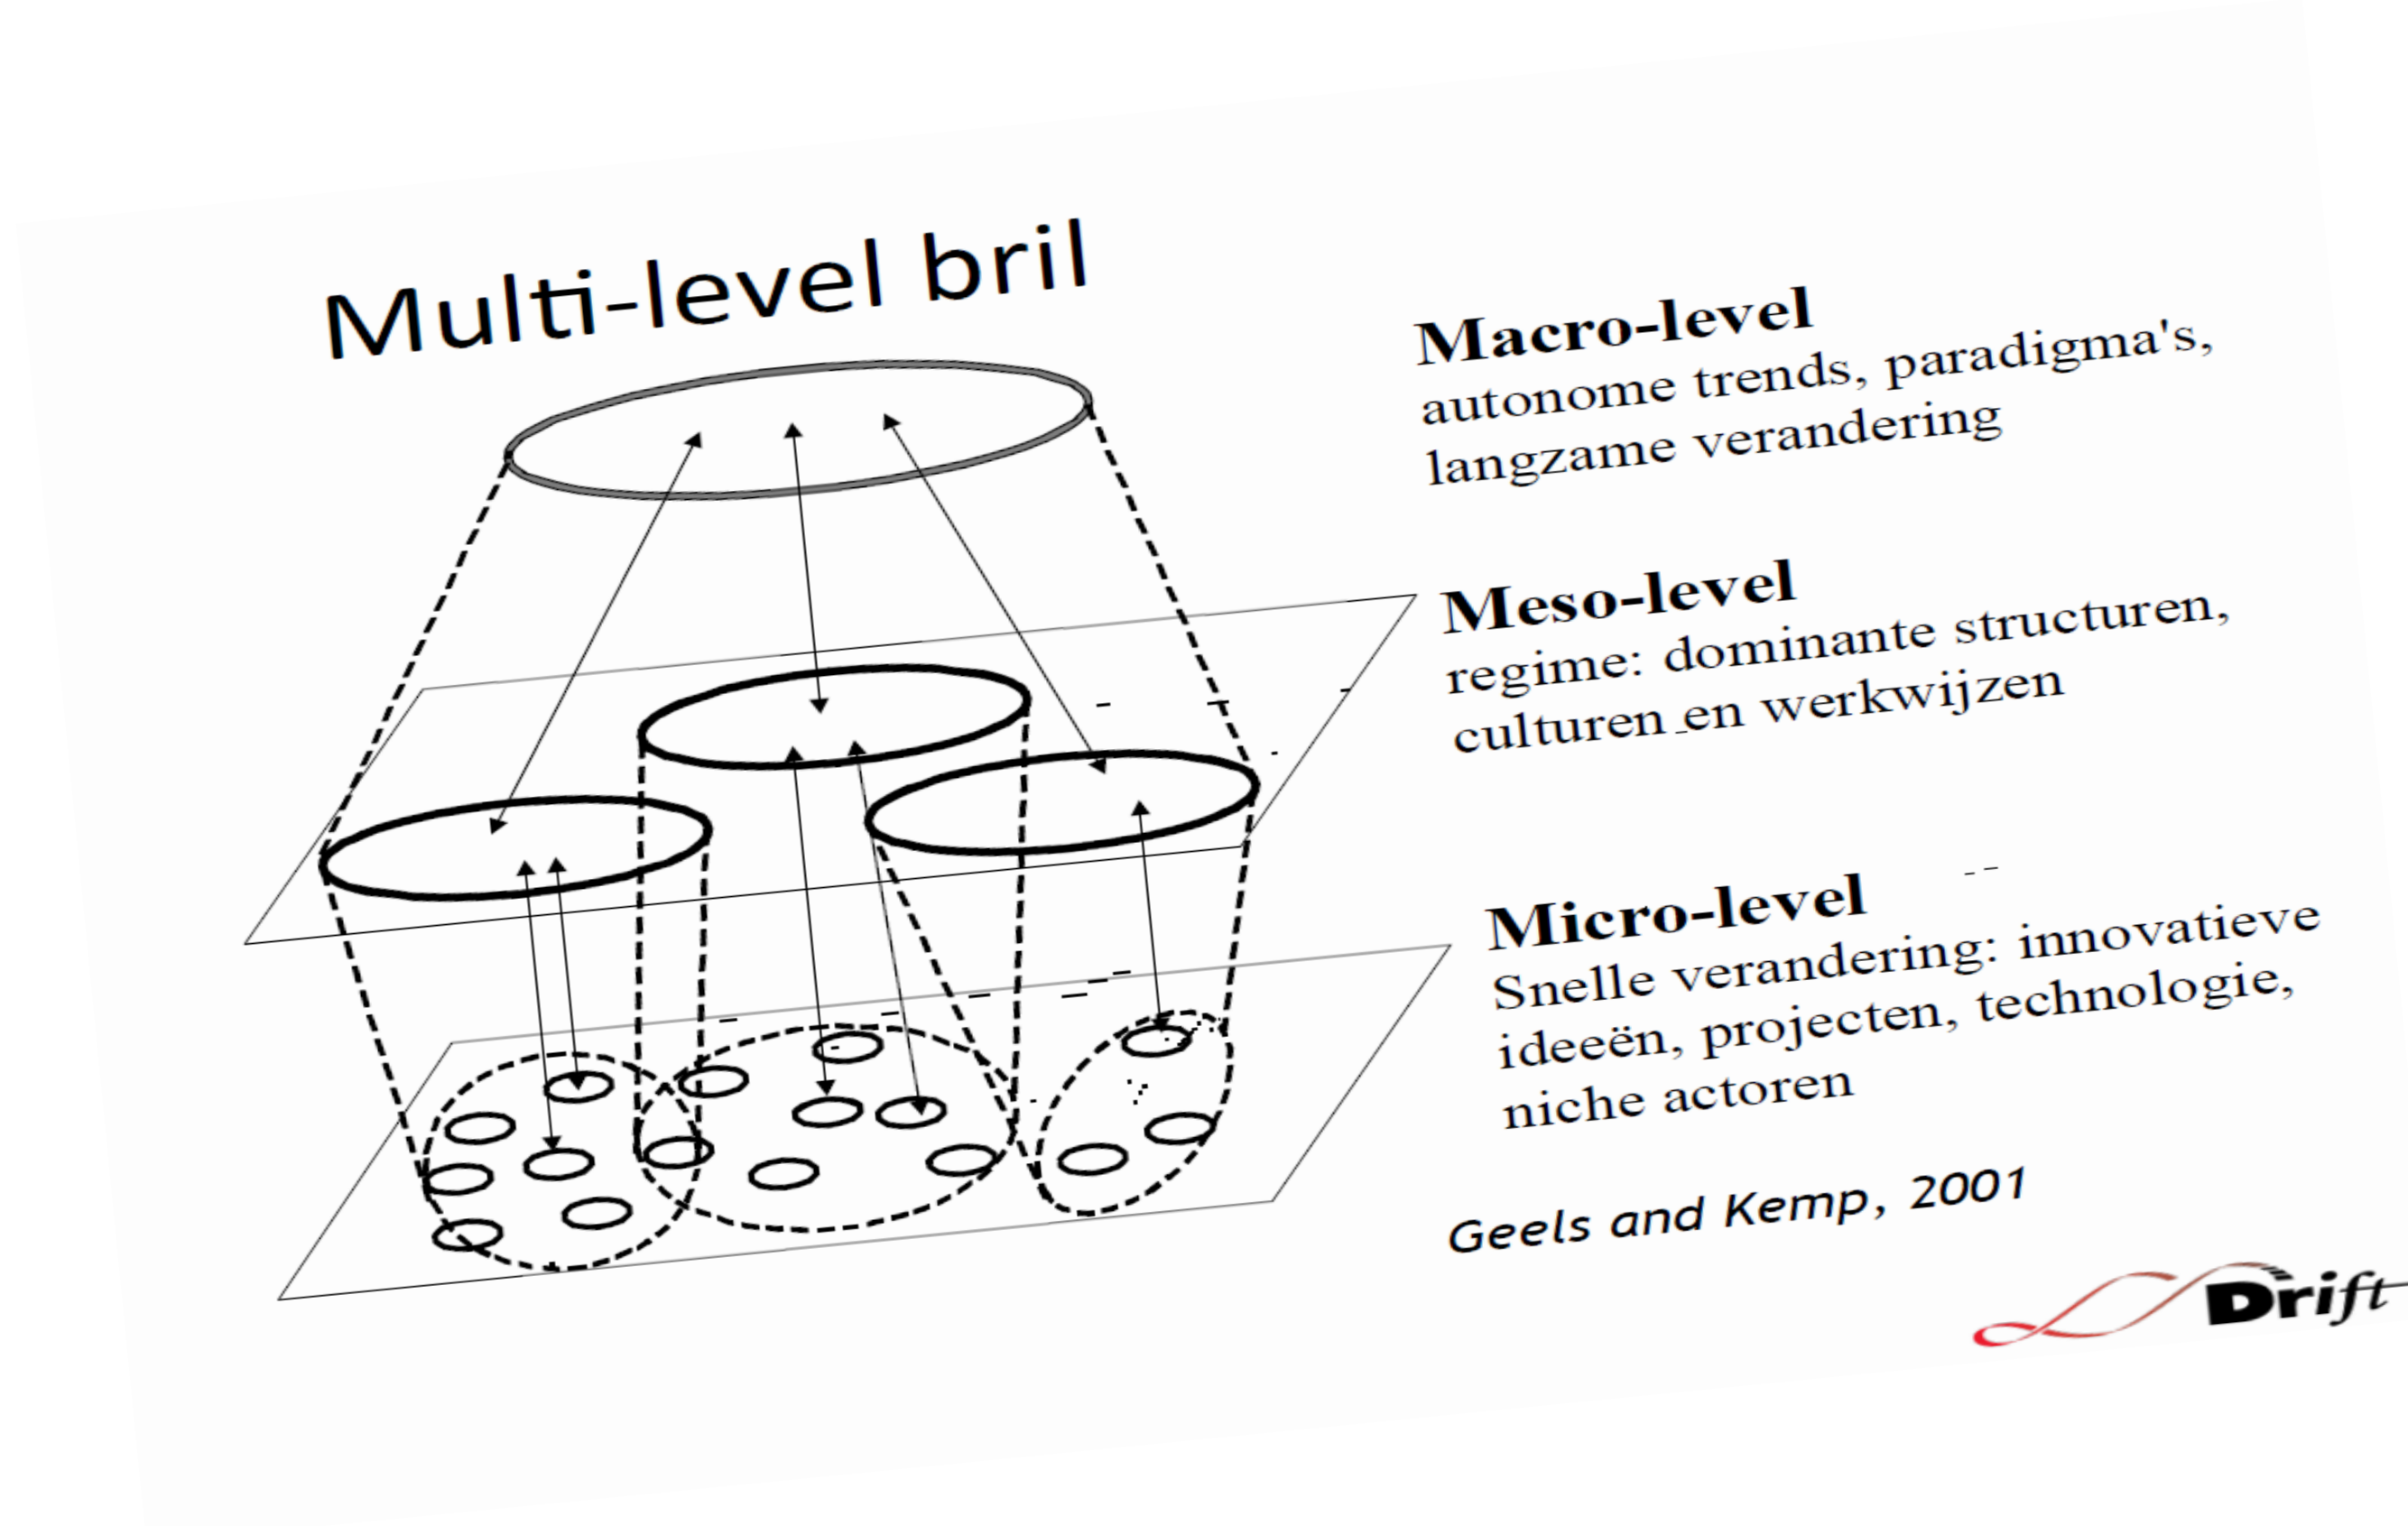 Multi-level bril
Macro-level
autonome trends, paradigma's,
langzame verandering
Meso-level
regime: dominante structuren,
culturen en werkwijzen
Micro-level
Snelle verandering: innovatieve
ideeën, projecten, technologie,
niche actoren
Geels and Kemp, 2001
Drift